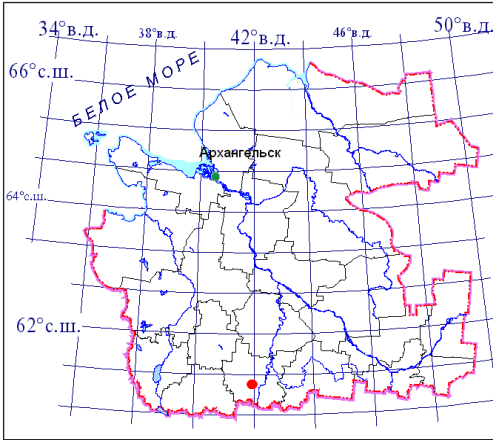 34°в.д.
38°в.д.
42°в.д.
46°в.д.
50°в.д.
66°с.ш.
БЕЛОЕ МОРЕ
Архангельск
64°с.ш.
62°с.ш.